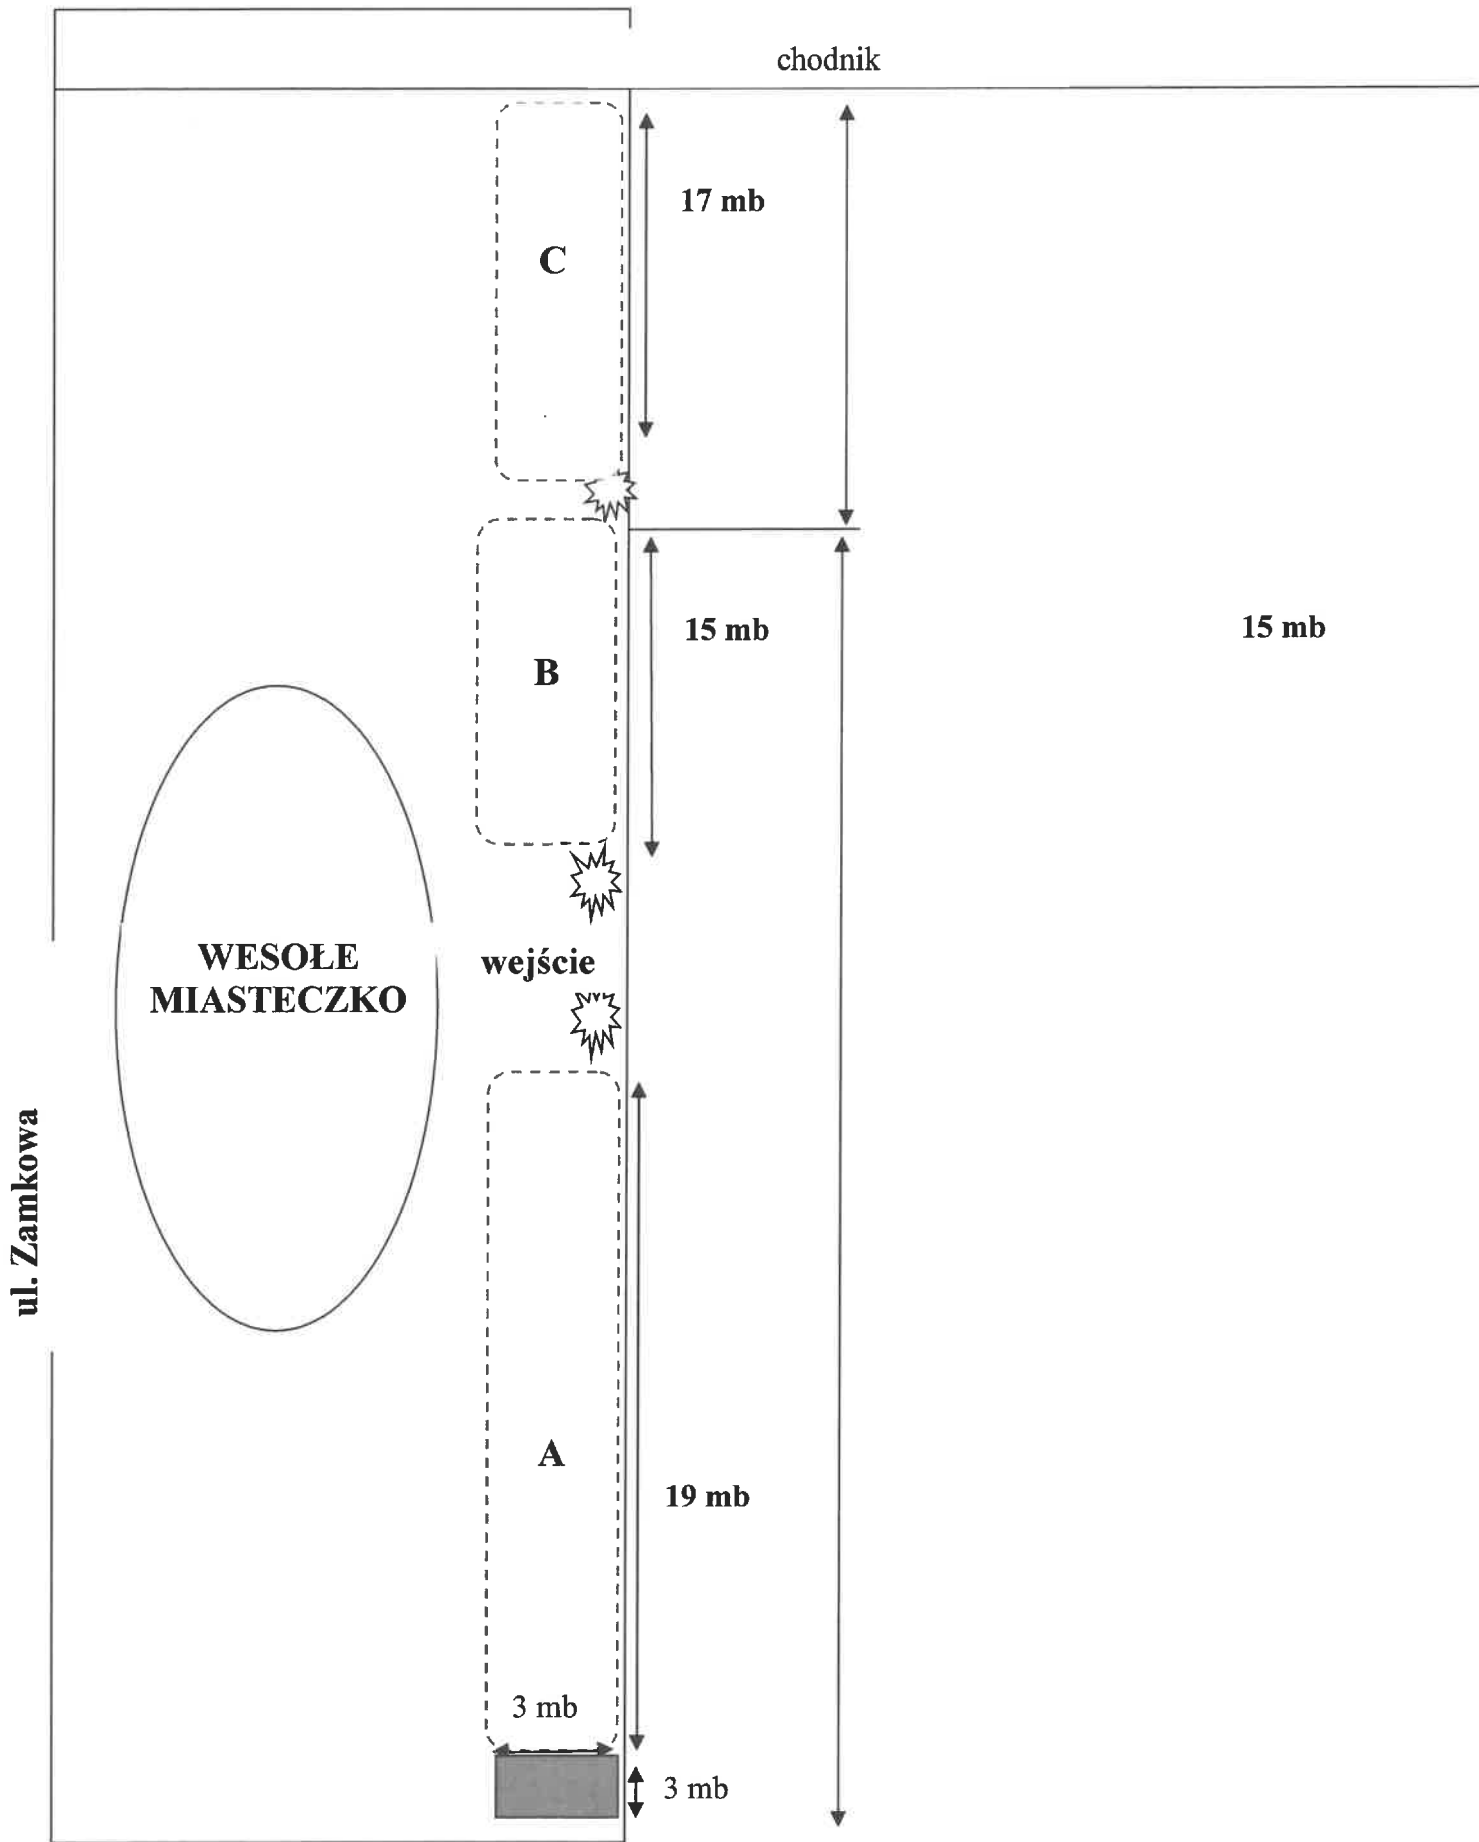 chodnik
17 mb
C
15 mb
15 mb
B
WESOŁE
MIASTECZKO
wejście
ul. Zamkowa
A
19 mb
3 mb
3 mb